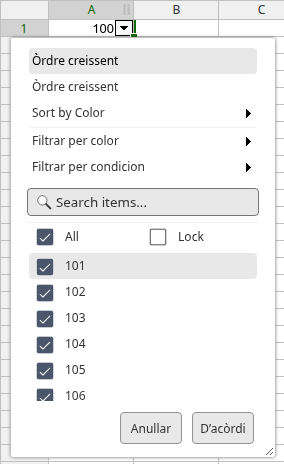 A B C
1 100
Òrdre creissent
Òrdre creissent
Sort by Color
Filtrar per color
Filtrar per condicion
Search items...
All Lock
101
102
103
104
105
106
Anullar D'acòrdi